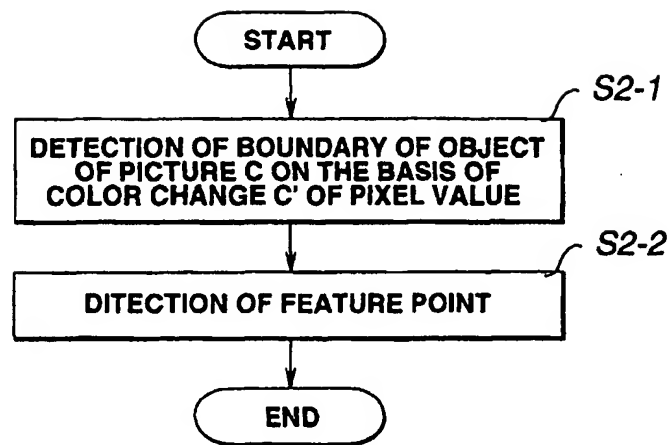 START
S2-1
DETECTION OF BOUNDARY OF OBJECT
OF PICTURE C ON THE BASIS OF
COLOR CHANGE C' OF PIXEL VALUE
S2-2
DITECTION OF FEATURE POINT
END